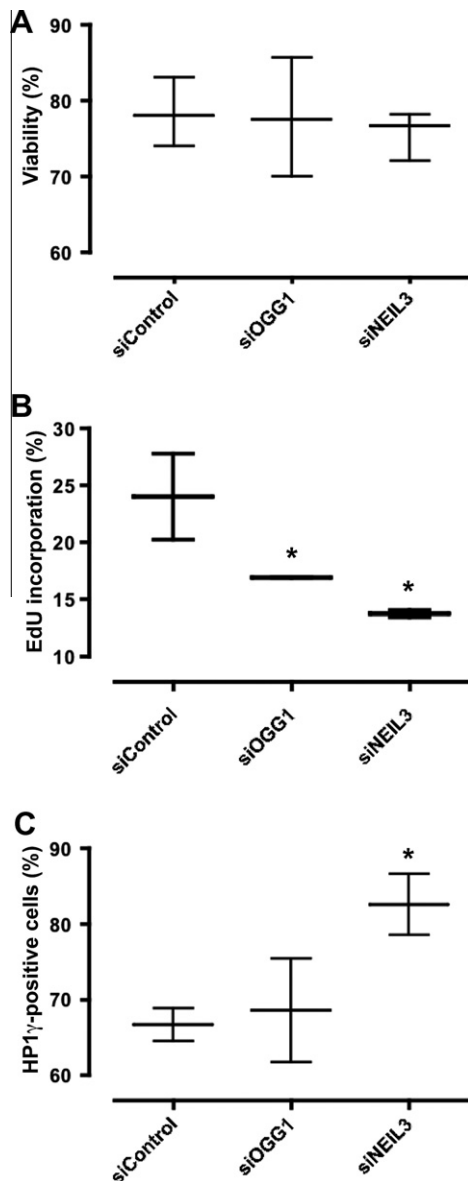 A
90
80
70
60
Viability (%)
siControl
siOGG1
siNEIL3
B
30
25
20
15
10
EdU incorporation (%)
*
*
siControl
siOGG1
siNEIL3
C
90
80
70
60
HP1γ-positive cells (%)
*
siControl
siOGG1
siNEIL3